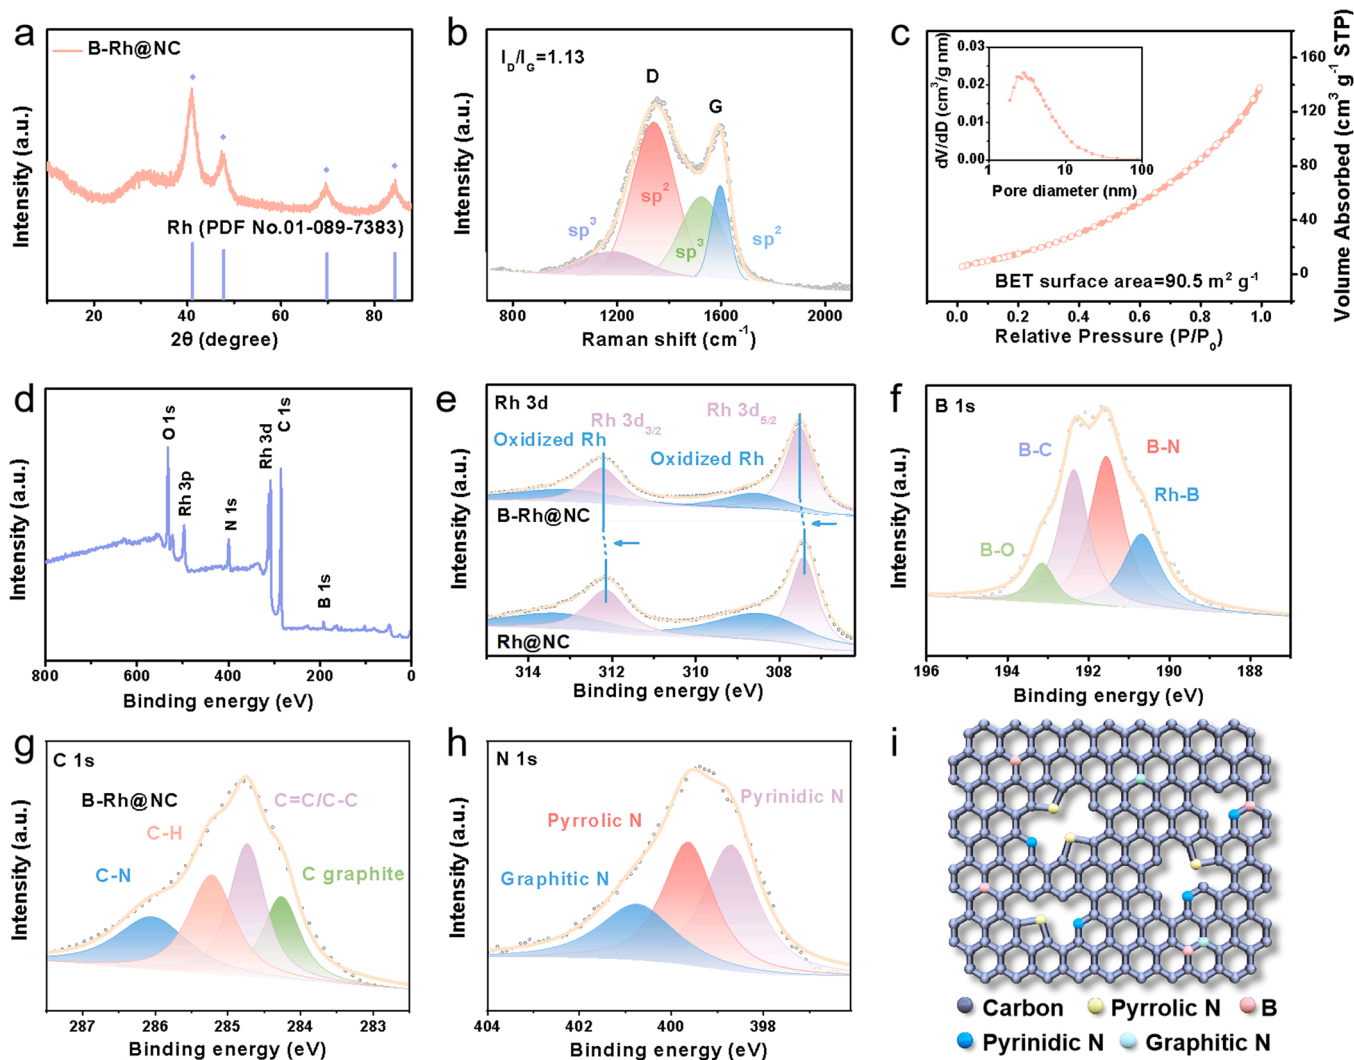 a
B-Rh@NC
Intensity (a.u.)
Rh (PDF No.01-089-7383)
20 40 60 80
2θ (degree)
b
I_D/I_G=1.13
D
G
sp³
sp²
sp³
sp²
Intensity (a.u.)
800 1200 1600 2000
Raman shift (cm⁻¹)
c
dV/dD (cm³/g nm)
0.03
0.02
0.01
0.00
1 10 100
Pore diameter (nm)
160
120
80
40
0
Volume Absorbed (cm³ g⁻¹ STP)
BET surface area=90.5 m² g⁻¹
0.0 0.2 0.4 0.6 0.8 1.0
Relative Pressure (P/P₀)
d
O 1s
Rh 3p
N 1s
Rh 3d
C 1s
B 1s
Intensity (a.u.)
800 600 400 200 0
Binding energy (eV)
e
Rh 3d
Rh 3d₃/₂
Rh 3d₅/₂
Oxidized Rh
Oxidized Rh
B-Rh@NC
Rh@NC
Intensity (a.u.)
314 312 310 308
Binding energy (eV)
f
B 1s
B-C
B-N
Rh-B
B-O
Intensity (a.u.)
196 194 192 190 188
Binding energy (eV)
g
C 1s
B-Rh@NC
C=C/C-C
C-H
C-N
C graphite
Intensity (a.u.)
287 286 285 284 283
Binding energy (eV)
h
N 1s
Pyrinidic N
Pyrrolic N
Graphitic N
Intensity (a.u.)
404 402 400 398
Binding energy (eV)
i
Carbon Pyrrolic N B
Pyrinidic N Graphitic N